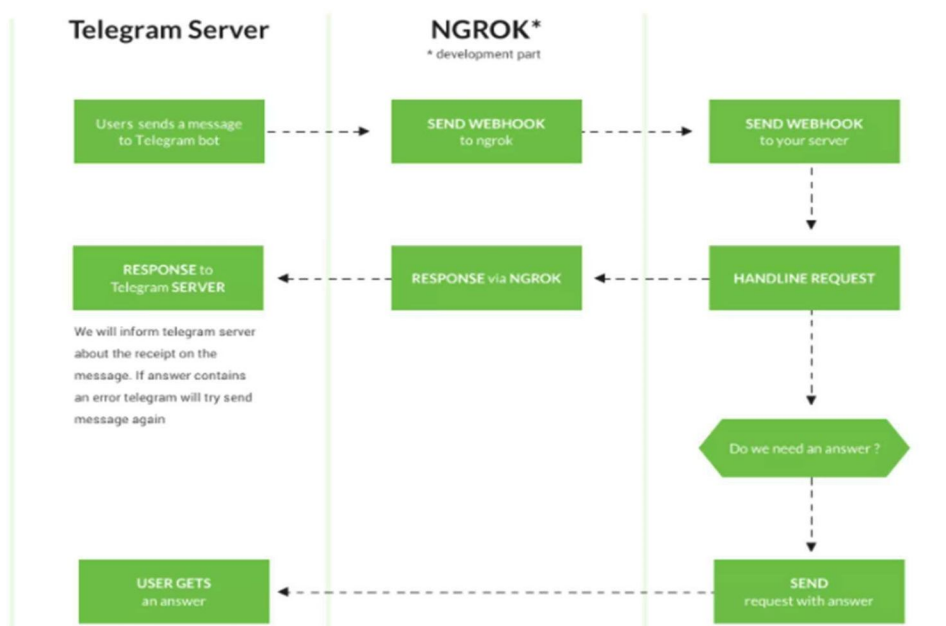 Telegram Server
NGROK*
* development part
Users sends a message
to Telegram bot
SEND WEBHOOK
to ngrok
SEND WEBHOOK
to your server
RESPONSE to
Telegram SERVER
RESPONSE via NGROK
HANDLINE REQUEST
We will inform telegram server
about the receipt on the
message. If answer contains
an error telegram will try send
message again
Do we need an answer ?
USER GETS
an answer
SEND
request with answer